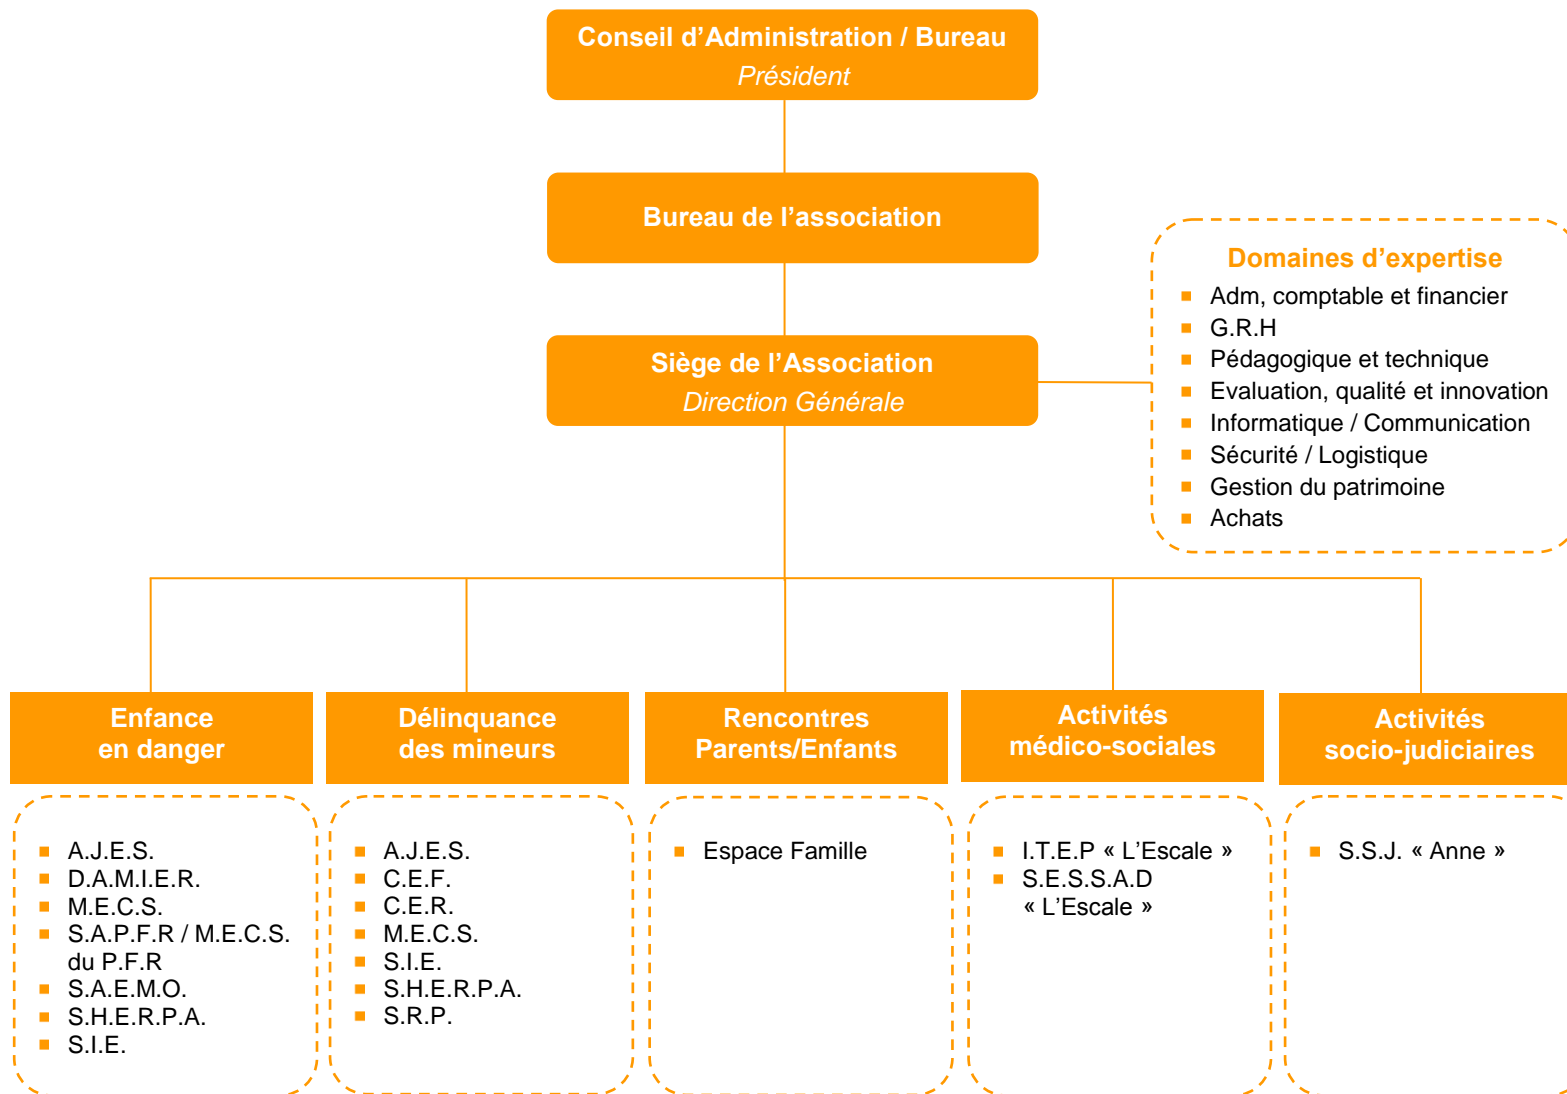 Conseil d’Administration / Bureau
Président
Bureau de l’association
Siège de l’Association
Direction Générale
Domaines d’expertise
Adm, comptable et financier
G.R.H
Pédagogique et technique
Evaluation, qualité et innovation
Informatique / Communication
Sécurité / Logistique
Gestion du patrimoine
Achats
Enfance
en danger
A.J.E.S.
D.A.M.I.E.R.
M.E.C.S.
S.A.P.F.R / M.E.C.S.
du P.F.R
S.A.E.M.O.
S.H.E.R.P.A.
S.I.E.
Délinquance
des mineurs
A.J.E.S.
C.E.F.
C.E.R.
M.E.C.S.
S.I.E.
S.H.E.R.P.A.
S.R.P.
Rencontres
Parents/Enfants
Espace Famille
Activités
médico-sociales
I.T.E.P « L’Escale »
S.E.S.S.A.D
« L’Escale »
Activités
socio-judiciaires
S.S.J. « Anne »